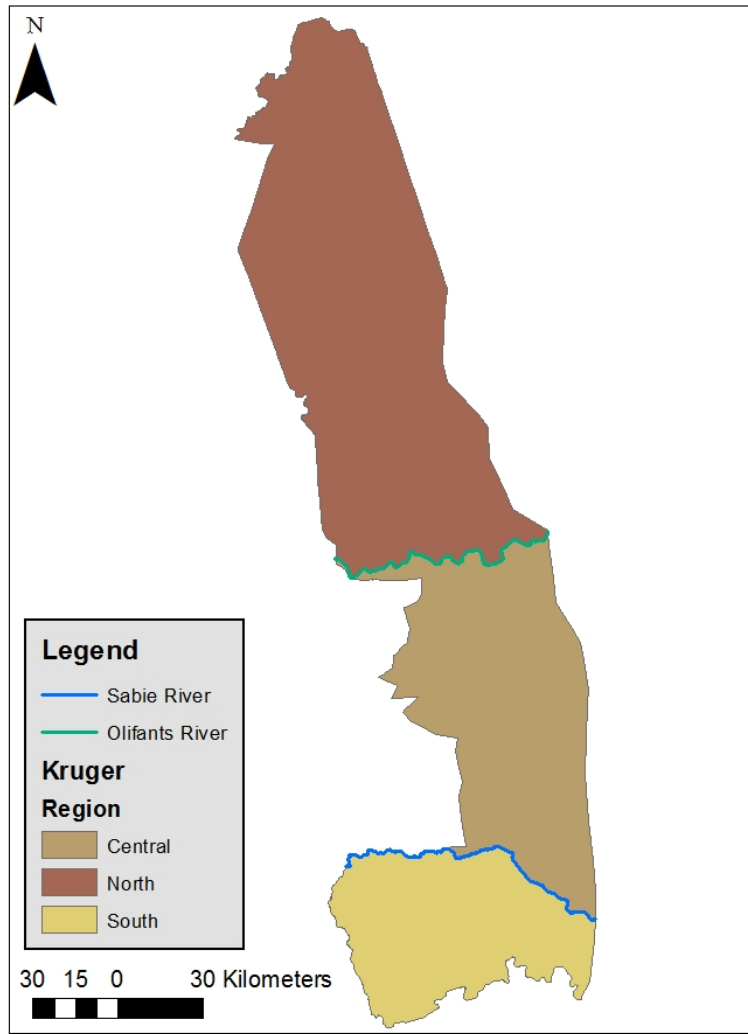 N
Legend
Sabie River
Olifants River
Kruger
Region
Central
North
South
30 15 0 30 Kilometers